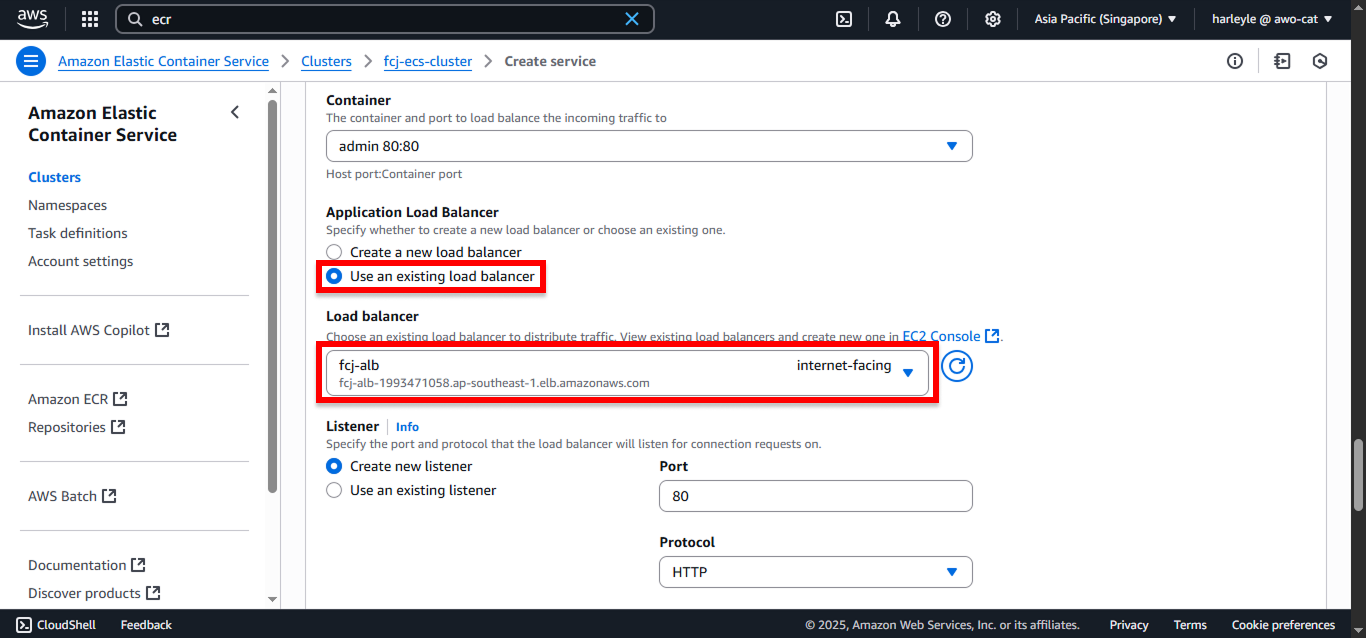 aws
ecr
Asia Pacific (Singapore)
harleyle @ awo-cat
Amazon Elastic Container Service
Clusters
fcj-ecs-cluster
Create service
Amazon Elastic
Container Service
Clusters
Namespaces
Task definitions
Account settings
Install AWS Copilot
Amazon ECR
Repositories
AWS Batch
Documentation
Discover products
Container
The container and port to load balance the incoming traffic to
admin 80:80
Host port:Container port
Application Load Balancer
Specify whether to create a new load balancer or choose an existing one.
Create a new load balancer
Use an existing load balancer
Load balancer
Choose an existing load balancer to distribute traffic. View existing load balancers and create new one in EC2 Console.
fcj-alb internet-facing
fcj-alb-1993471058.ap-southeast-1.elb.amazonaws.com
Listener Info
Specify the port and protocol that the load balancer will listen for connection requests on.
Create new listener
Use an existing listener
Port
80
Protocol
HTTP
CloudShell
Feedback
© 2025, Amazon Web Services, Inc. or its affiliates.
Privacy
Terms
Cookie preferences